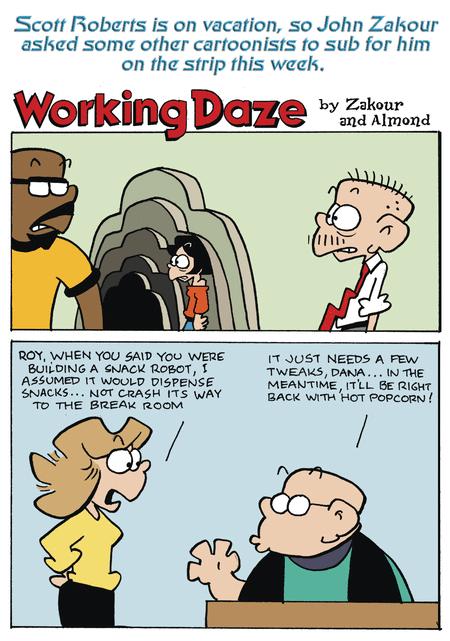 Scott Roberts is on vacation, so John Zakour
asked some other cartoonists to sub for him
on the strip this week.
Working Daze
by Zakour
and Almond
ROY, WHEN YOU SAID YOU WERE
BUILDING A SNACK ROBOT, I
ASSUMED IT WOULD DISPENSE
SNACKS... NOT CRASH ITS WAY
TO THE BREAK ROOM
IT JUST NEEDS A FEW
TWEAKS, DANA... IN THE
MEANTIME, IT'LL BE RIGHT
BACK WITH HOT POPCORN!